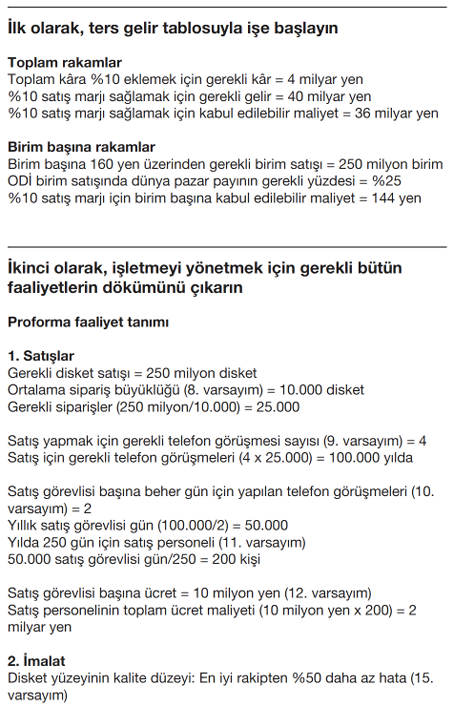 İlk olarak, ters gelir tablosuyla işe başlayın
Toplam rakamlar
Toplam kâra %10 eklemek için gerekli kâr = 4 milyar yen
%10 satış marjı sağlamak için gerekli gelir = 40 milyar yen
%10 satış marjı sağlamak için kabul edilebilir maliyet = 36 milyar yen
Birim başına rakamlar
Birim başına 160 yen üzerinden gerekli birim satışı = 250 milyon birim
ODİ birim satışında dünya pazar payının gerekli yüzdesi = %25
%10 satış marjı için birim başına kabul edilebilir maliyet = 144 yen
İkinci olarak, işletmeyi yönetmek için gerekli bütün
faaliyetlerin dökümünü çıkarın
Proforma faaliyet tanımı
1. Satışlar
Gerekli disket satışı = 250 milyon disket
Ortalama sipariş büyüklüğü (8. varsayım) = 10.000 disket
Gerekli siparişler (250 milyon/10.000) = 25.000
Satış yapmak için gerekli telefon görüşmesi sayısı (9. varsayım) = 4
Satış için gerekli telefon görüşmeleri (4 x 25.000) = 100.000 yılda
Satış görevlisi başına beher gün için yapılan telefon görüşmeleri (10.
varsayım) = 2
Yıllık satış görevlisi gün (100.000/2) = 50.000
Yılda 250 gün için satış personeli (11. varsayım)
50.000 satış görevlisi gün/250 = 200 kişi
Satış görevlisi başına ücret = 10 milyon yen (12. varsayım)
Satış personelinin toplam ücret maliyeti (10 milyon yen x 200) = 2
milyar yen
2. İmalat
Disket yüzeyinin kalite düzeyi: En iyi rakipten %50 daha az hata (15.
varsayım)